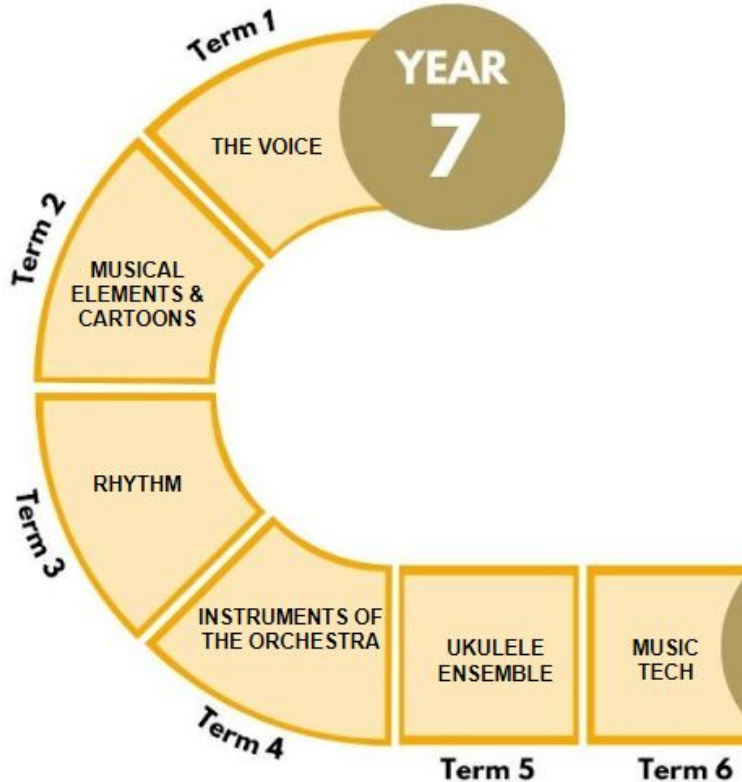 YEAR
7
Term 1
THE VOICE
Term 2
MUSICAL
ELEMENTS &
CARTOONS
Term 3
RHYTHM
Term 4
INSTRUMENTS OF
THE ORCHESTRA
Term 5
UKULELE
ENSEMBLE
Term 6
MUSIC
TECH